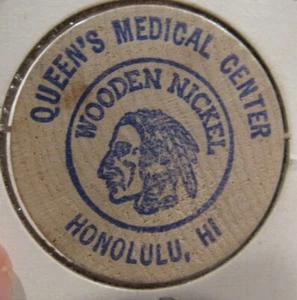 QUEEN'S MEDICAL CENTER
WOODEN NICKEL
HONOLULU, HI